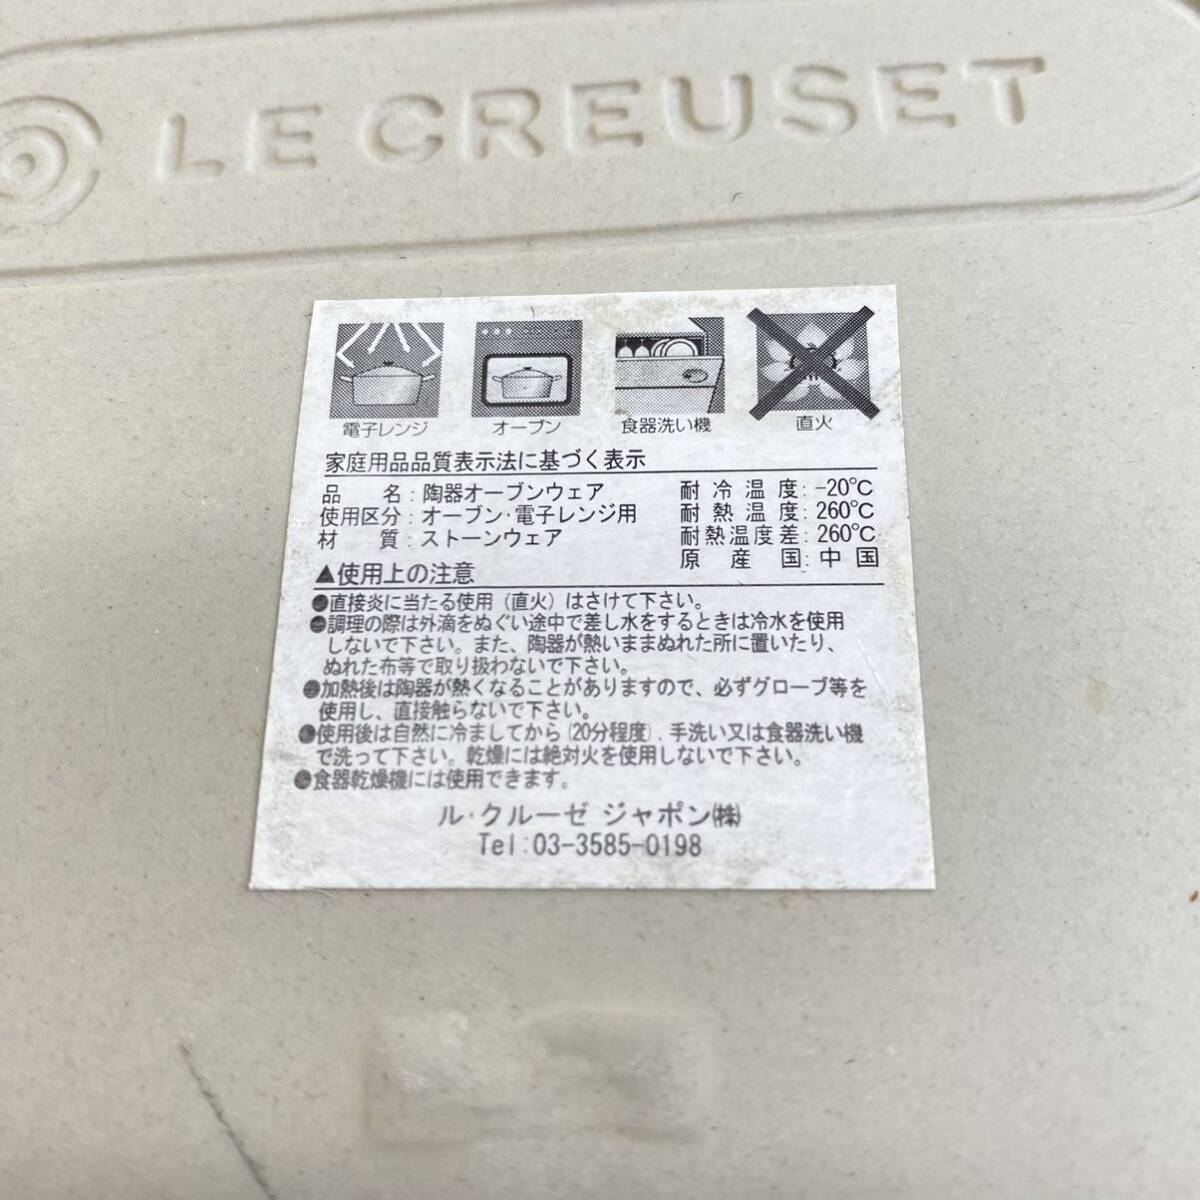 LE CREUSET
電子レンジ オーブン 食器洗い機 直火
家庭用品品質表示法に基づく表示
品名:陶器オーブンウェア 耐冷温度:-20℃
使用区分:オーブン・電子レンジ用 耐熱温度:260℃
材質:ストーンウェア 耐熱温度差:260℃
原産国:中国
▲使用上の注意
●直接炎に当たる使用(直火)はさけて下さい。
●調理の際は外滴をぬぐい途中で差し水をするときは冷水を使用
しないで下さい。また、陶器が熱いままぬれた所に置いたり、
ぬれた布等で取り扱わないで下さい。
●加熱後は陶器が熱くなることがありますので、必ずグローブ等を
使用し、直接触らないで下さい。
●使用後は自然に冷ましてから(20分程度)、手洗い又は食器洗い機
で洗って下さい。乾燥には絶対火を使用しないで下さい。
●食器乾燥機には使用できます。
ル・クルーゼ ジャポン㈱
Tel:03-3585-0198